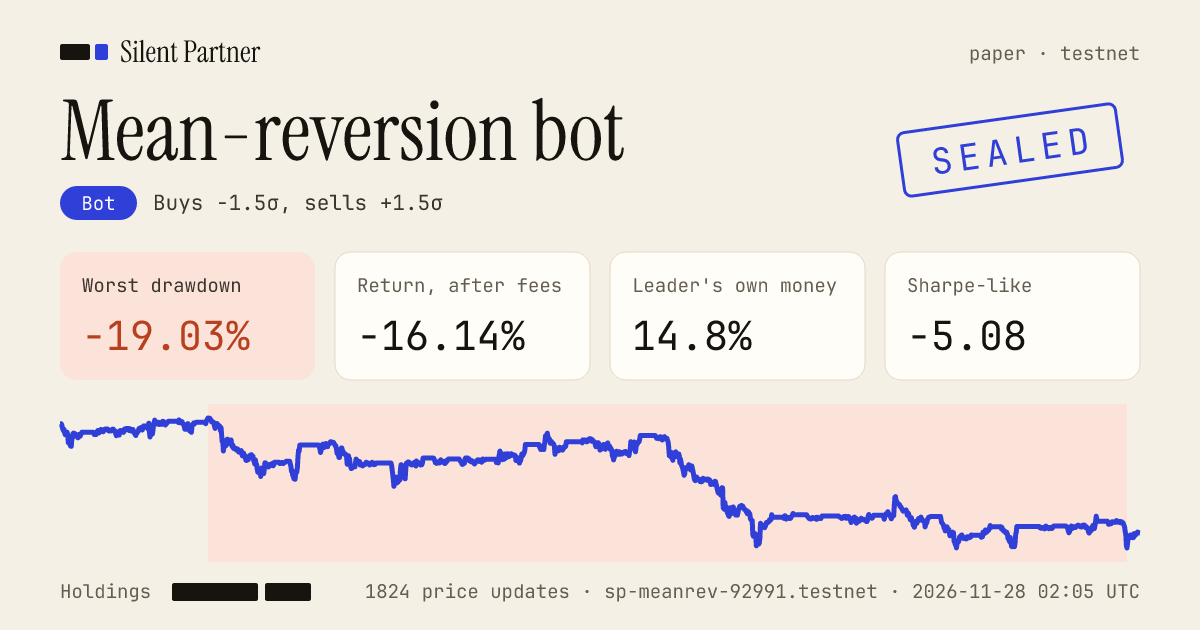 Silent Partner
paper · testnet
Mean-reversion bot
SEALED
Bot
Buys -1.5σ, sells +1.5σ
Worst drawdown
-19.03%
Return, after fees
-16.14%
Leader's own money
14.8%
Sharpe-like
-5.08
Holdings
1824 price updates · sp-meanrev-92991.testnet · 2026-11-28 02:05 UTC